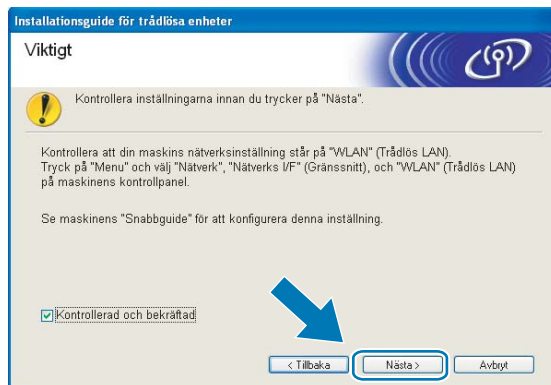 Installationsguide för trådlösa enheter
Viktigt
Kontrollera inställningarna innan du trycker på "Nästa".
Kontrollera att din maskins nätverksinställning står på "WLAN" (Trådlös LAN).
Tryck på "Menu" och välj "Nätverk", "Nätverks I/F" (Gränssnitt), och "WLAN" (Trådlös LAN)
på maskinens kontrollpanel.
Se maskinens "Snabbguide" för att konfigurera denna inställning.
Kontrollerad och bekräftad
< Tillbaka
Nästa >
Avbryt